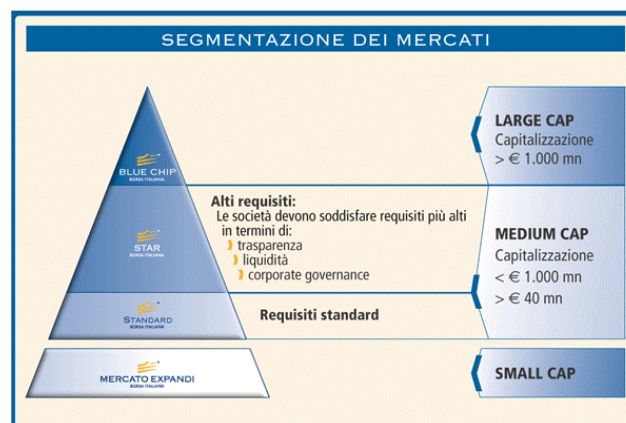 SEGMENTAZIONE DEI MERCATI
BLUE CHIP
BORSA ITALIANA
LARGE CAP
Capitalizzazione
> € 1.000 mn
STAR
BORSA ITALIANA
Alti requisiti:
Le società devono soddisfare requisiti più alti
in termini di:
trasparenza
liquidità
corporate governance
MEDIUM CAP
Capitalizzazione
< € 1.000 mn
> € 40 mn
STANDARD
BORSA ITALIANA
Requisiti standard
MERCATO EXPANDI
BORSA ITALIANA
SMALL CAP